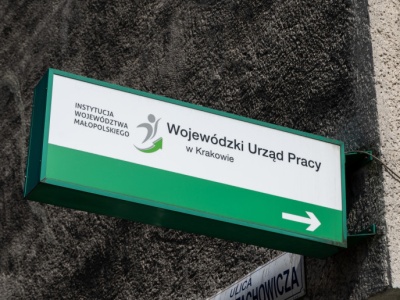 INSTYTUCJA
WOJEWÓDZTWA
MAŁOPOLSKIEGO
Wojewódzki Urząd Pracy
w Krakowie
ULICA